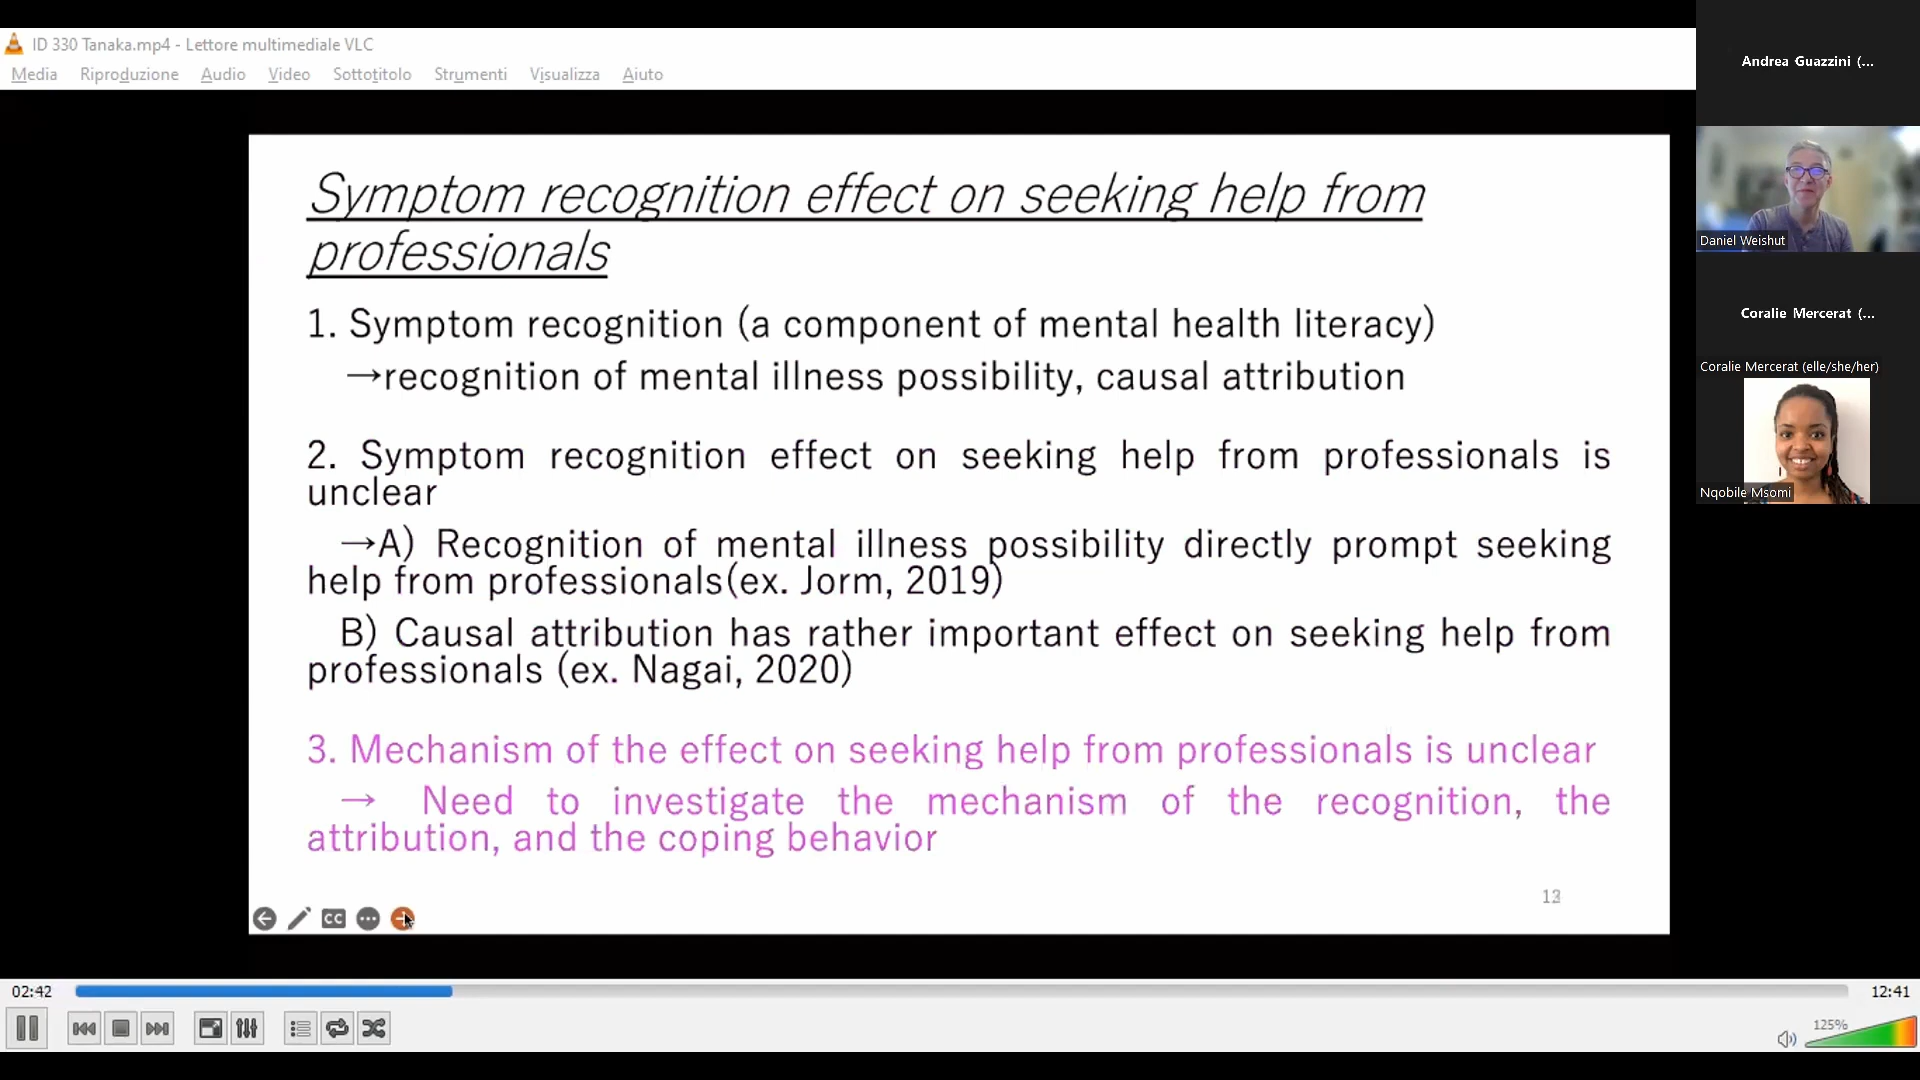 ID 330 Tanaka.mp4 - Lettore multimediale VLC
Media Riproduzione Audio Video Sottotitolo Strumenti Visualizza Aiuto
Symptom recognition effect on seeking help from
professionals
1. Symptom recognition (a component of mental health literacy)
→recognition of mental illness possibility, causal attribution
2. Symptom recognition effect on seeking help from professionals is
unclear
→A) Recognition of mental illness possibility directly prompt seeking
help from professionals(ex. Jorm, 2019)
B) Causal attribution has rather important effect on seeking help from
professionals (ex. Nagai, 2020)
3. Mechanism of the effect on seeking help from professionals is unclear
→ Need to investigate the mechanism of the recognition, the
attribution, and the coping behavior
CC
02:42
12:41
125%
Andrea Guazzini (...
Daniel Weishut
Coralie Mercerat (...
Coralie Mercerat (elle/she/her)
Nqobile Msomi